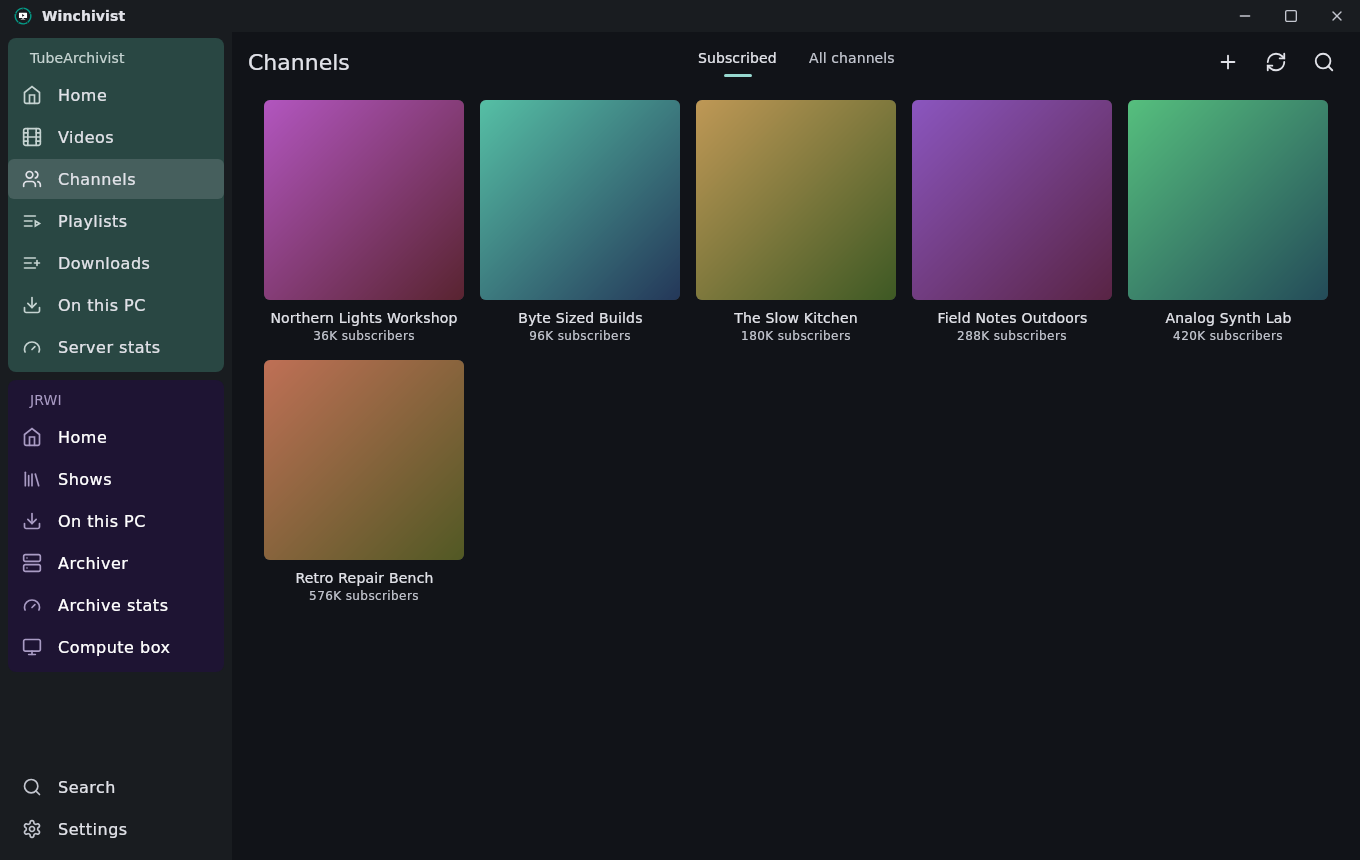 Winchivist
TubeArchivist
Home
Videos
Channels
Playlists
Downloads
On this PC
Server stats
JRWI
Home
Shows
On this PC
Archiver
Archive stats
Compute box
Search
Settings
Channels
Subscribed
All channels
Northern Lights Workshop
36K subscribers
Byte Sized Builds
96K subscribers
The Slow Kitchen
180K subscribers
Field Notes Outdoors
288K subscribers
Analog Synth Lab
420K subscribers
Retro Repair Bench
576K subscribers